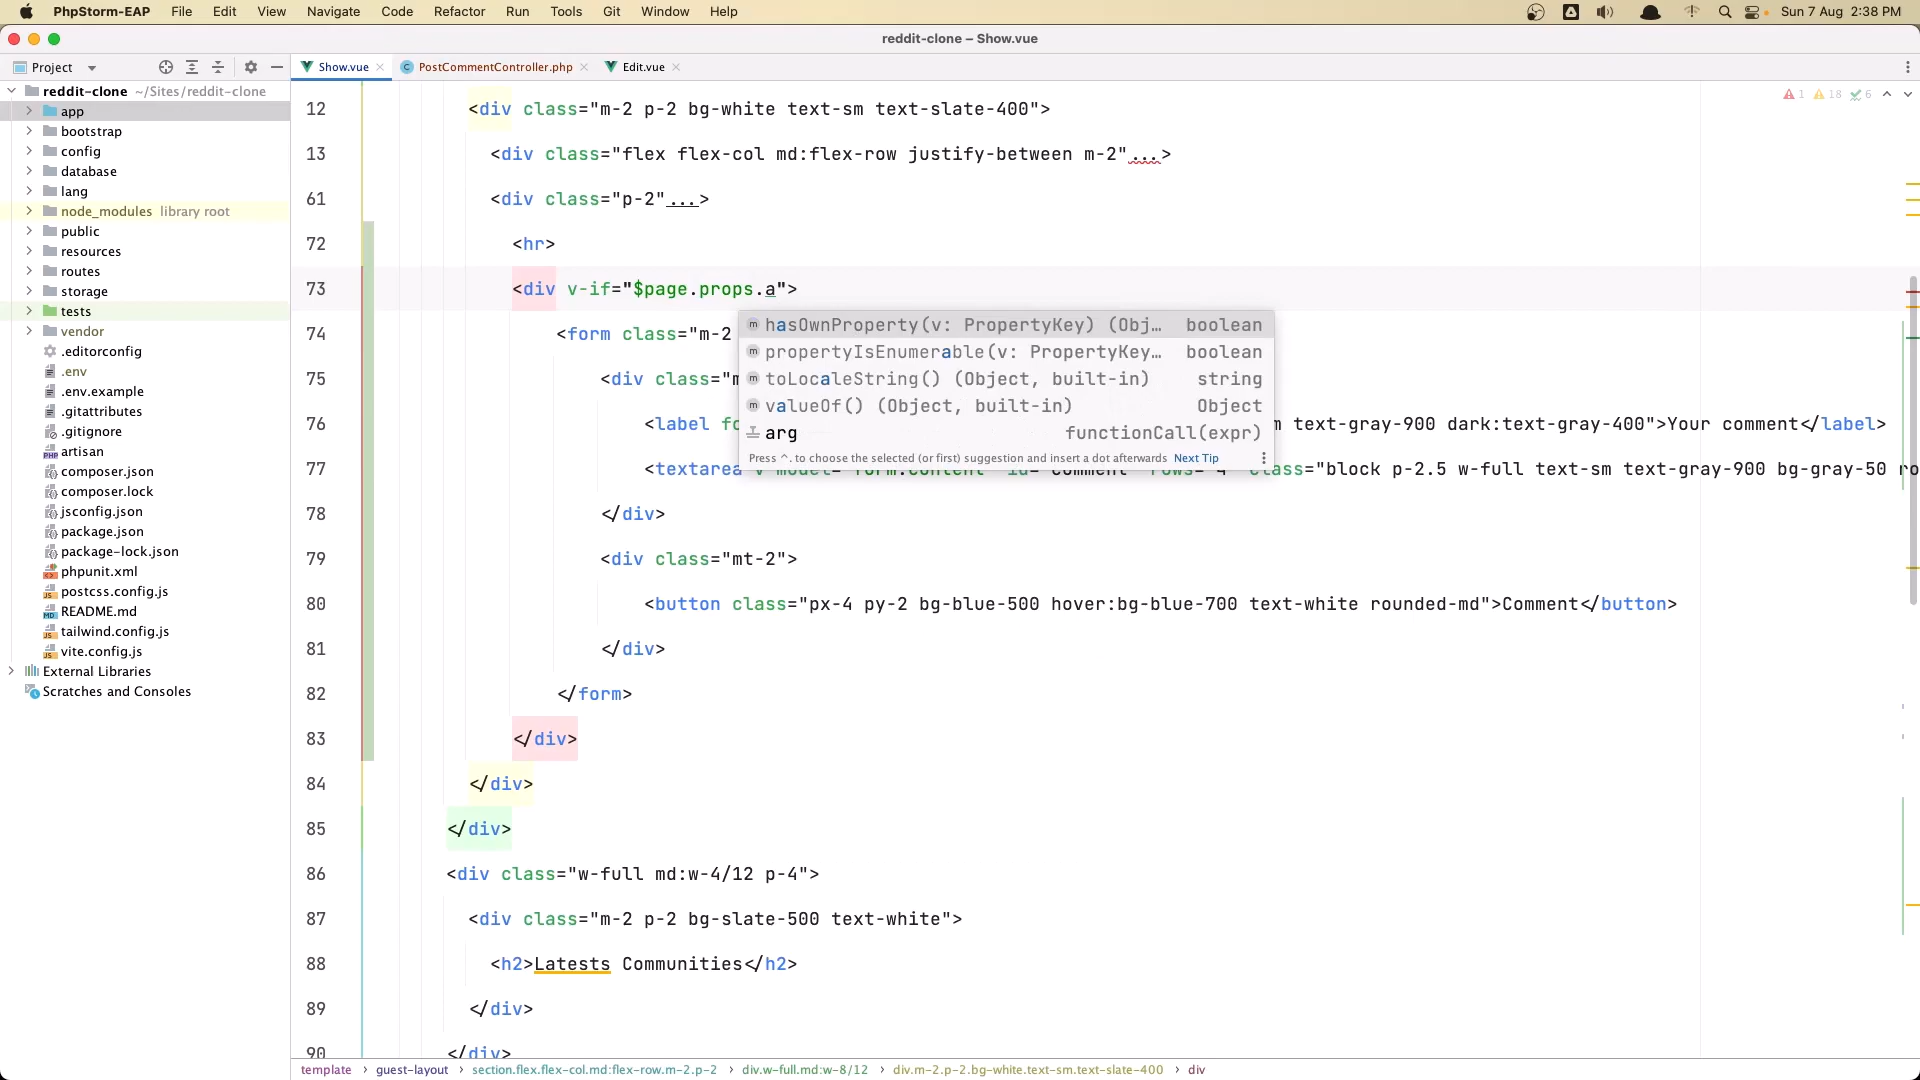 PhpStorm-EAP File Edit View Navigate Code Refactor Run Tools Git Window Help Sun 7 Aug 2:38 PM
reddit-clone – Show.vue
Project
Show.vue PostCommentController.php Edit.vue
1 18 6
reddit-clone ~/Sites/reddit-clone
app
bootstrap
config
database
lang
node_modules library root
public
resources
routes
storage
tests
vendor
.editorconfig
.env
.env.example
.gitattributes
.gitignore
artisan
composer.json
composer.lock
jsconfig.json
package.json
package-lock.json
phpunit.xml
postcss.config.js
README.md
tailwind.config.js
vite.config.js
External Libraries
Scratches and Consoles
12 <div class="m-2 p-2 bg-white text-sm text-slate-400">
13 <div class="flex flex-col md:flex-row justify-between m-2"...>
61 <div class="p-2"...>
72 <hr>
73 <div v-if="$page.props.a">
74 <form class="m-2
75 <div class="m
76 <label fo m text-gray-900 dark:text-gray-400">Your comment</label>
77 <textarea v-model="form.content" id="comment" rows="4" class="block p-2.5 w-full text-sm text-gray-900 bg-gray-50 ro
78 </div>
79 <div class="mt-2">
80 <button class="px-4 py-2 bg-blue-500 hover:bg-blue-700 text-white rounded-md">Comment</button>
81 </div>
82 </form>
83 </div>
84 </div>
85 </div>
86 <div class="w-full md:w-4/12 p-4">
87 <div class="m-2 p-2 bg-slate-500 text-white">
88 <h2>Latests Communities</h2>
89 </div>
90 </div>
hasOwnProperty(v: PropertyKey) (Obj… boolean
propertyIsEnumerable(v: PropertyKey… boolean
toLocaleString() (Object, built-in) string
valueOf() (Object, built-in) Object
arg functionCall(expr)
Press ^. to choose the selected (or first) suggestion and insert a dot afterwards Next Tip
template › guest-layout › section.flex.flex-col.md:flex-row.m-2.p-2 › div.w-full.md:w-8/12 › div.m-2.p-2.bg-white.text-sm.text-slate-400 › div